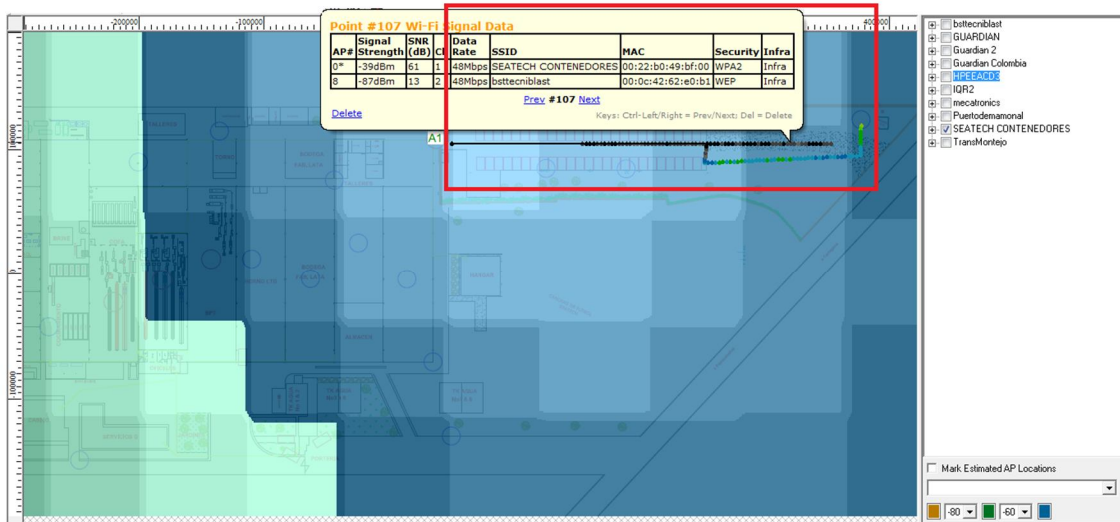 -200000 -100000 400000
Point #107 Wi-Fi Signal Data
AP# Signal Strength SNR (dB) Data Rate SSID MAC Security Infra
0* -39dBm 61 1 48Mbps SEATECH CONTENEDORES 00:22:b0:49:bf:00 WPA2 Infra
8 -87dBm 13 2 48Mbps bsttecniblast 00:0c:42:62:e0:b1 WEP Infra
Prev #107 Next
Delete
Keys: Ctrl-Left/Right = Prev/Next; Del = Delete
A1
100000
0
-100000
bsttecniblast
GUARDIAN
Guardian 2
Guardian Colombia
HPEEACD3
IQR2
mecatronics
Puertodemamonal
SEATECH CONTENEDORES
TransMontejo
Mark Estimated AP Locations
-80 -60